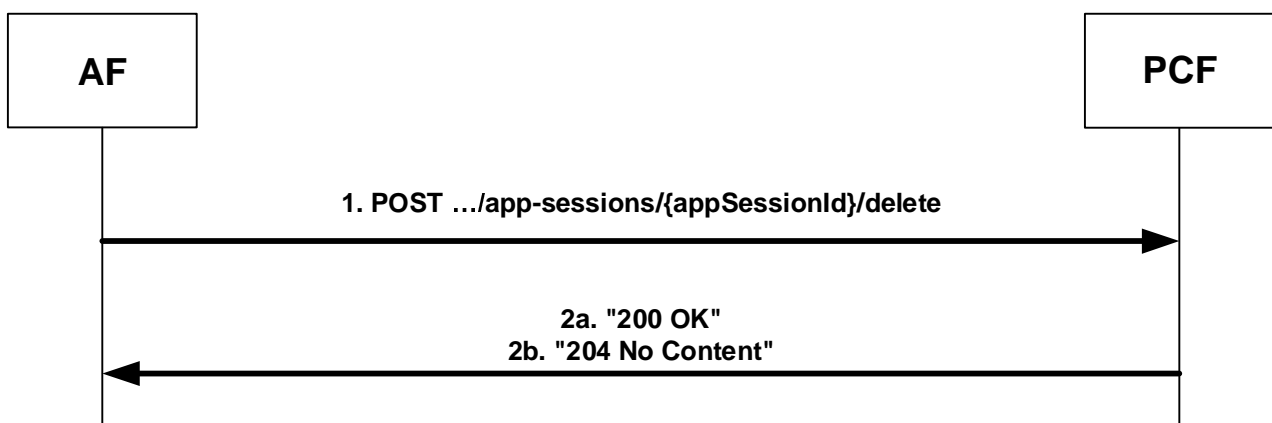 AF
PCF
1. POST …/app-sessions/{appSessionId}/delete
2a. "200 OK"
2b. "204 No Content"